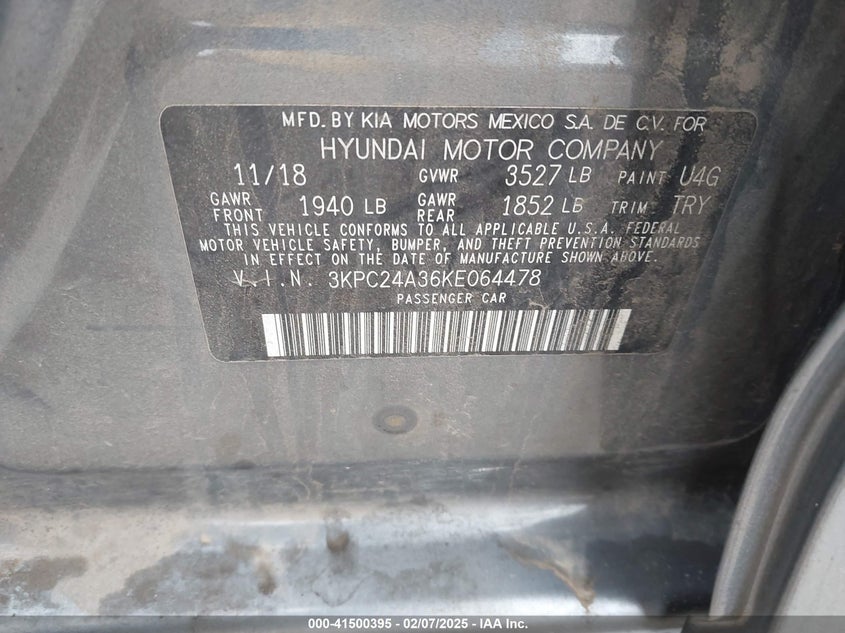 MFD. BY KIA MOTORS MEXICO S.A. DE C.V. FOR
HYUNDAI MOTOR COMPANY
11/18 GVWR 3527 LB PAINT U4G
GAWR FRONT 1940 LB GAWR REAR 1852 LB TRIM TRY
THIS VEHICLE CONFORMS TO ALL APPLICABLE U.S.A. FEDERAL
MOTOR VEHICLE SAFETY, BUMPER, AND THEFT PREVENTION STANDARDS
IN EFFECT ON THE DATE OF MANUFACTURE SHOWN ABOVE.
V.I.N. 3KPC24A36KE064478
PASSENGER CAR
000-41500395 - 02/07/2025 - IAA Inc.